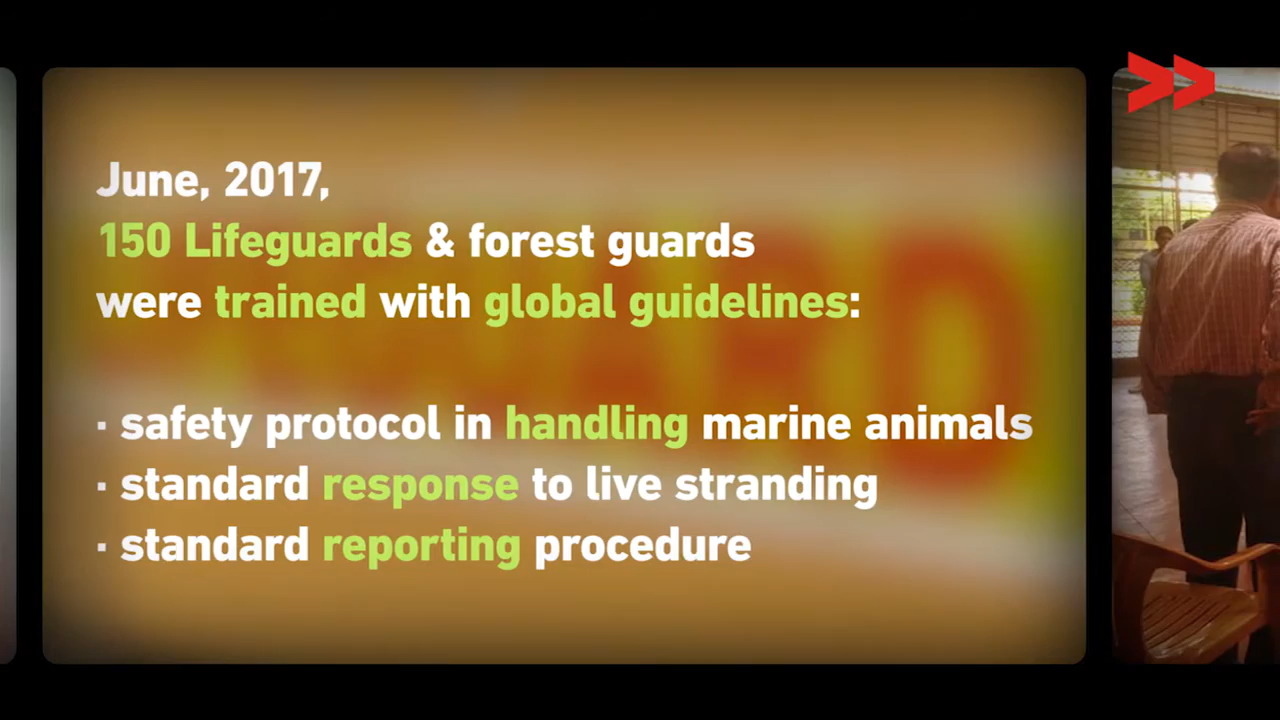 June, 2017,
150 Lifeguards & forest guards
were trained with global guidelines:
· safety protocol in handling marine animals
· standard response to live stranding
· standard reporting procedure